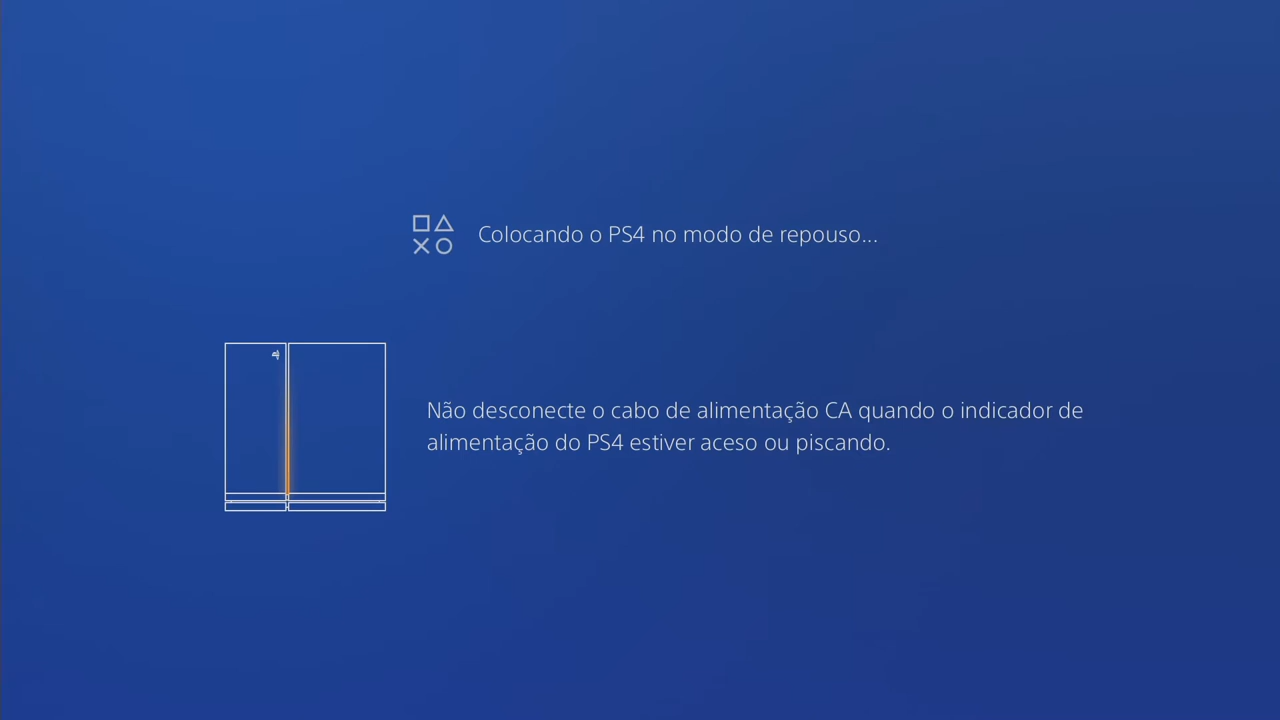 Colocando o PS4 no modo de repouso...
Não desconecte o cabo de alimentação CA quando o indicador de
alimentação do PS4 estiver aceso ou piscando.